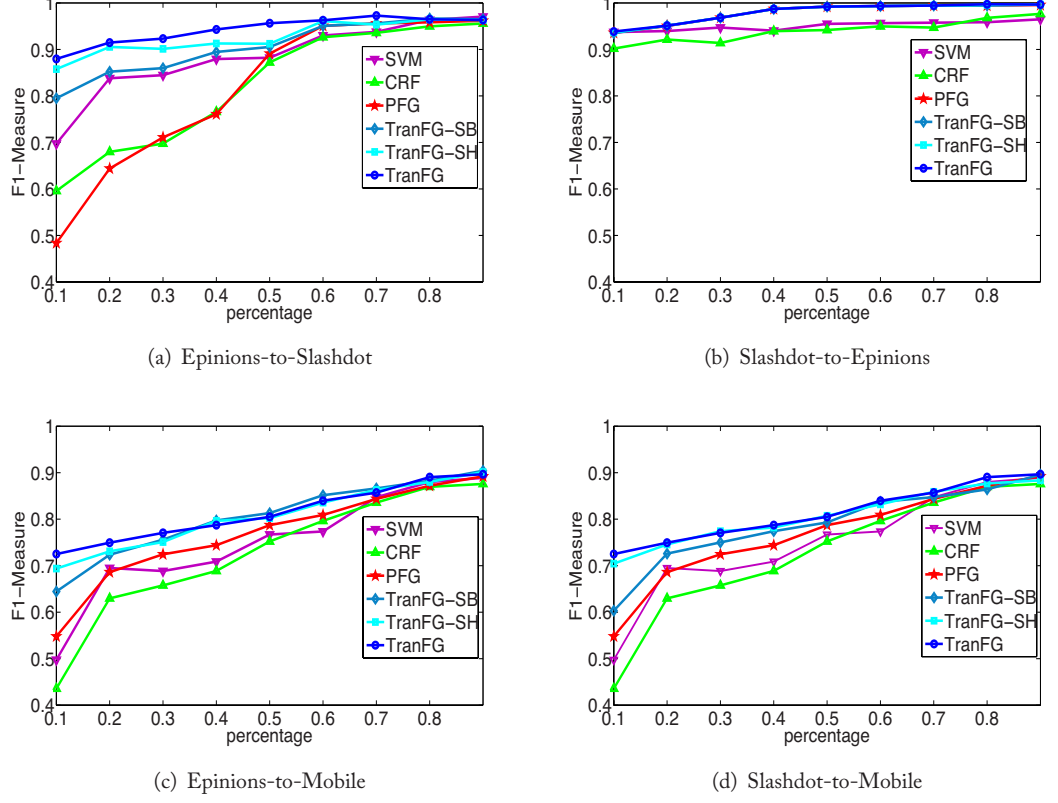 1
0.9
0.8
0.7
0.6
0.5
0.4
F1-Measure
0.1 0.2 0.3 0.4 0.5 0.6 0.7 0.8
percentage
SVM
CRF
PFG
TranFG-SB
TranFG-SH
TranFG
(a) Epinions-to-Slashdot
1
0.9
0.8
0.7
0.6
0.5
0.4
F1-Measure
0.1 0.2 0.3 0.4 0.5 0.6 0.7 0.8
percentage
SVM
CRF
PFG
TranFG-SB
TranFG-SH
TranFG
(b) Slashdot-to-Epinions
1
0.9
0.8
0.7
0.6
0.5
0.4
F1-Measure
0.1 0.2 0.3 0.4 0.5 0.6 0.7 0.8
percentage
SVM
CRF
PFG
TranFG-SB
TranFG-SH
TranFG
(c) Epinions-to-Mobile
1
0.9
0.8
0.7
0.6
0.5
0.4
F1-Measure
0.1 0.2 0.3 0.4 0.5 0.6 0.7 0.8
percentage
SVM
CRF
PFG
TranFG-SB
TranFG-SH
TranFG
(d) Slashdot-to-Mobile